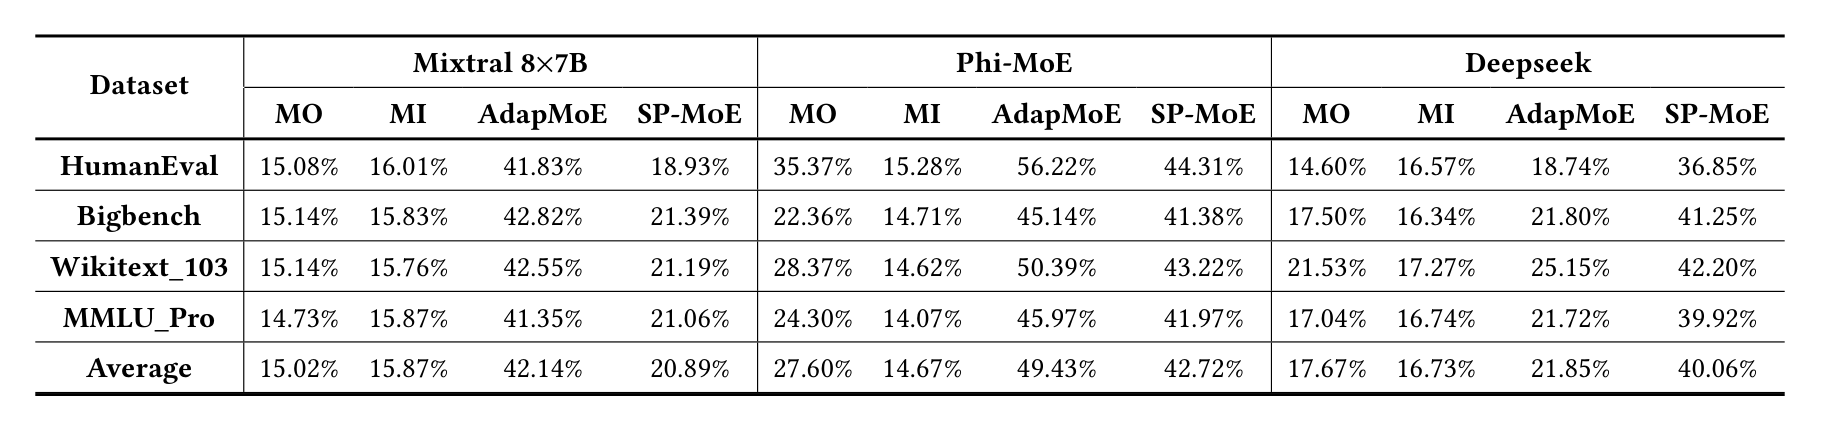 Dataset Mixtral 8×7B Phi-MoE Deepseek
MO MI AdapMoE SP-MoE MO MI AdapMoE SP-MoE MO MI AdapMoE SP-MoE
HumanEval 15.08% 16.01% 41.83% 18.93% 35.37% 15.28% 56.22% 44.31% 14.60% 16.57% 18.74% 36.85%
Bigbench 15.14% 15.83% 42.82% 21.39% 22.36% 14.71% 45.14% 41.38% 17.50% 16.34% 21.80% 41.25%
Wikitext_103 15.14% 15.76% 42.55% 21.19% 28.37% 14.62% 50.39% 43.22% 21.53% 17.27% 25.15% 42.20%
MMLU_Pro 14.73% 15.87% 41.35% 21.06% 24.30% 14.07% 45.97% 41.97% 17.04% 16.74% 21.72% 39.92%
Average 15.02% 15.87% 42.14% 20.89% 27.60% 14.67% 49.43% 42.72% 17.67% 16.73% 21.85% 40.06%